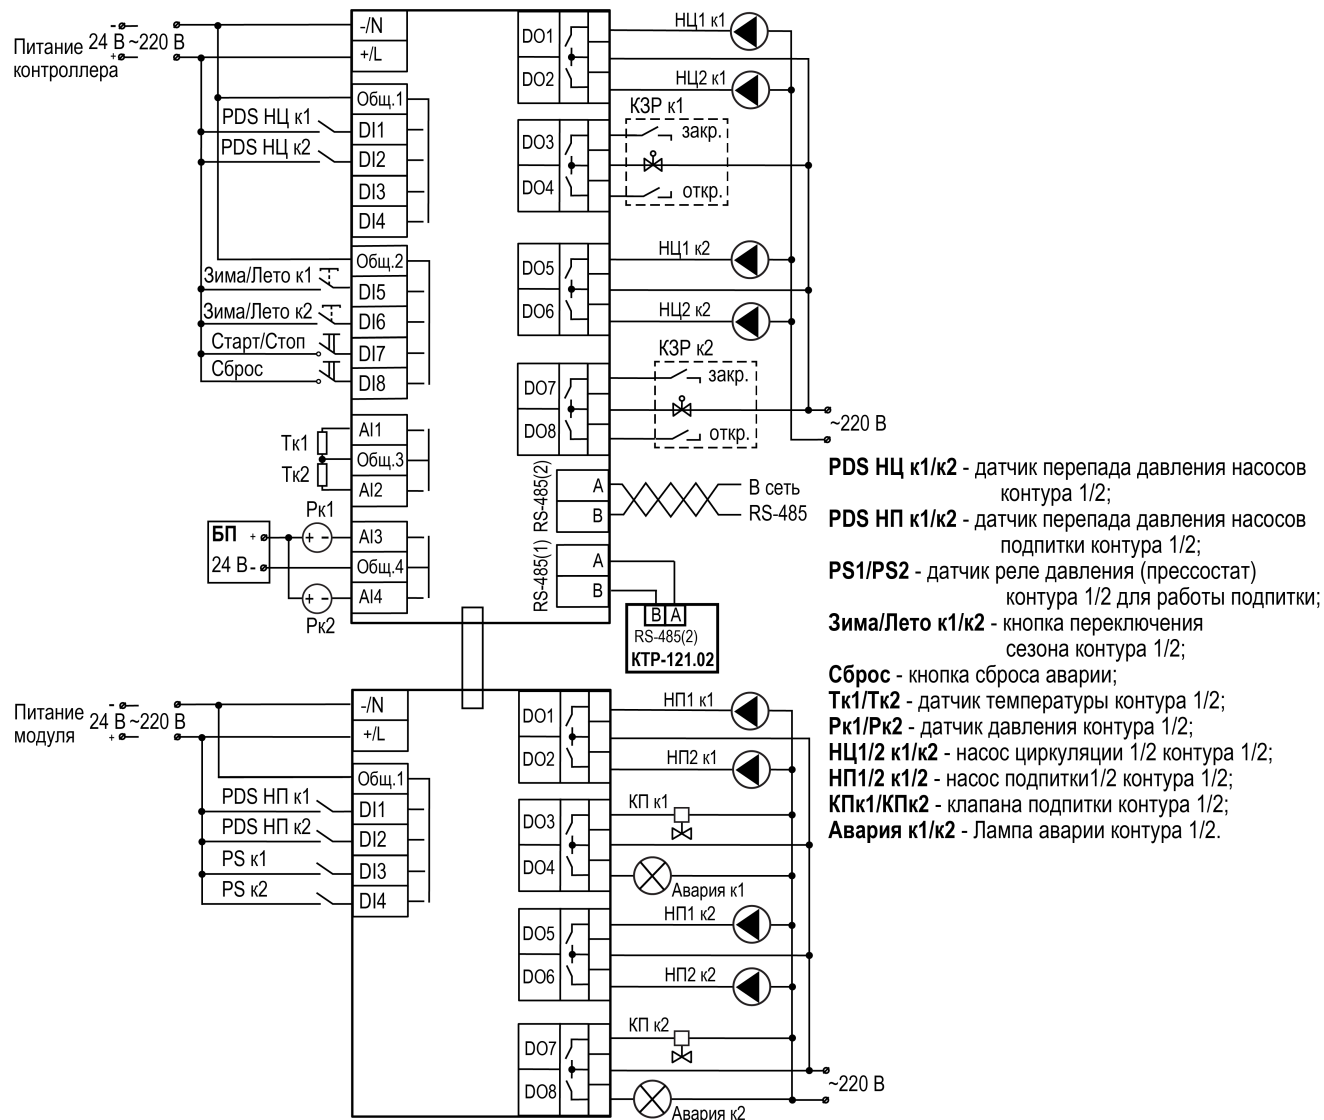 Питание контроллера
- 24 В ~220 В +
-/N
+/L
Общ.1
PDS НЦ к1 DI1
PDS НЦ к2 DI2
DI3
DI4
Общ.2
Зима/Лето к1 DI5
Зима/Лето к2 DI6
Старт/Стоп DI7
Сброс DI8
Тк1 AI1
Общ.3
Тк2 AI2
Рк1
БП + + - AI3
24 В - Общ.4
+ - AI4
Рк2
DO1 НЦ1 к1
DO2 НЦ2 к1
КЗР к1
DO3 закр.
DO4 откр.
DO5 НЦ1 к2
DO6 НЦ2 к2
КЗР к2
DO7 закр.
DO8 откр.
~220 В
RS-485(2)
A В сеть
B RS-485
RS-485(1)
A
B
B A
RS-485(2)
КТР-121.02
Питание модуля
- 24 В ~220 В +
-/N
+/L
Общ.1
PDS НП к1 DI1
PDS НП к2 DI2
PS к1 DI3
PS к2 DI4
DO1 НП1 к1
DO2 НП2 к1
DO3 КП к1
DO4 Авария к1
DO5 НП1 к2
DO6 НП2 к2
DO7 КП к2
DO8 Авария к2
~220 В
PDS НЦ к1/к2 - датчик перепада давления насосов
контура 1/2;
PDS НП к1/к2 - датчик перепада давления насосов
подпитки контура 1/2;
PS1/PS2 - датчик реле давления (прессостат)
контура 1/2 для работы подпитки;
Зима/Лето к1/к2 - кнопка переключения
сезона контура 1/2;
Сброс - кнопка сброса аварии;
Тк1/Тк2 - датчик температуры контура 1/2;
Рк1/Рк2 - датчик давления контура 1/2;
НЦ1/2 к1/к2 - насос циркуляции 1/2 контура 1/2;
НП1/2 к1/2 - насос подпитки1/2 контура 1/2;
КПк1/КПк2 - клапана подпитки контура 1/2;
Авария к1/к2 - Лампа аварии контура 1/2.